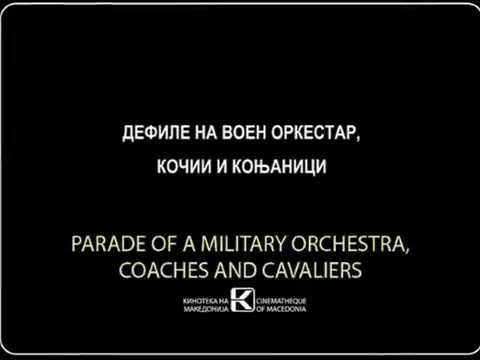 ДЕФИЛЕ НА ВОЕН ОРКЕСТАР,
КОЧИИ И КОЊАНИЦИ
PARADE OF A MILITARY ORCHESTRA,
COACHES AND CAVALIERS
КИНОТЕКА НА
МАКЕДОНИЈА
K
CINEMATHEQUE
OF MACEDONIA